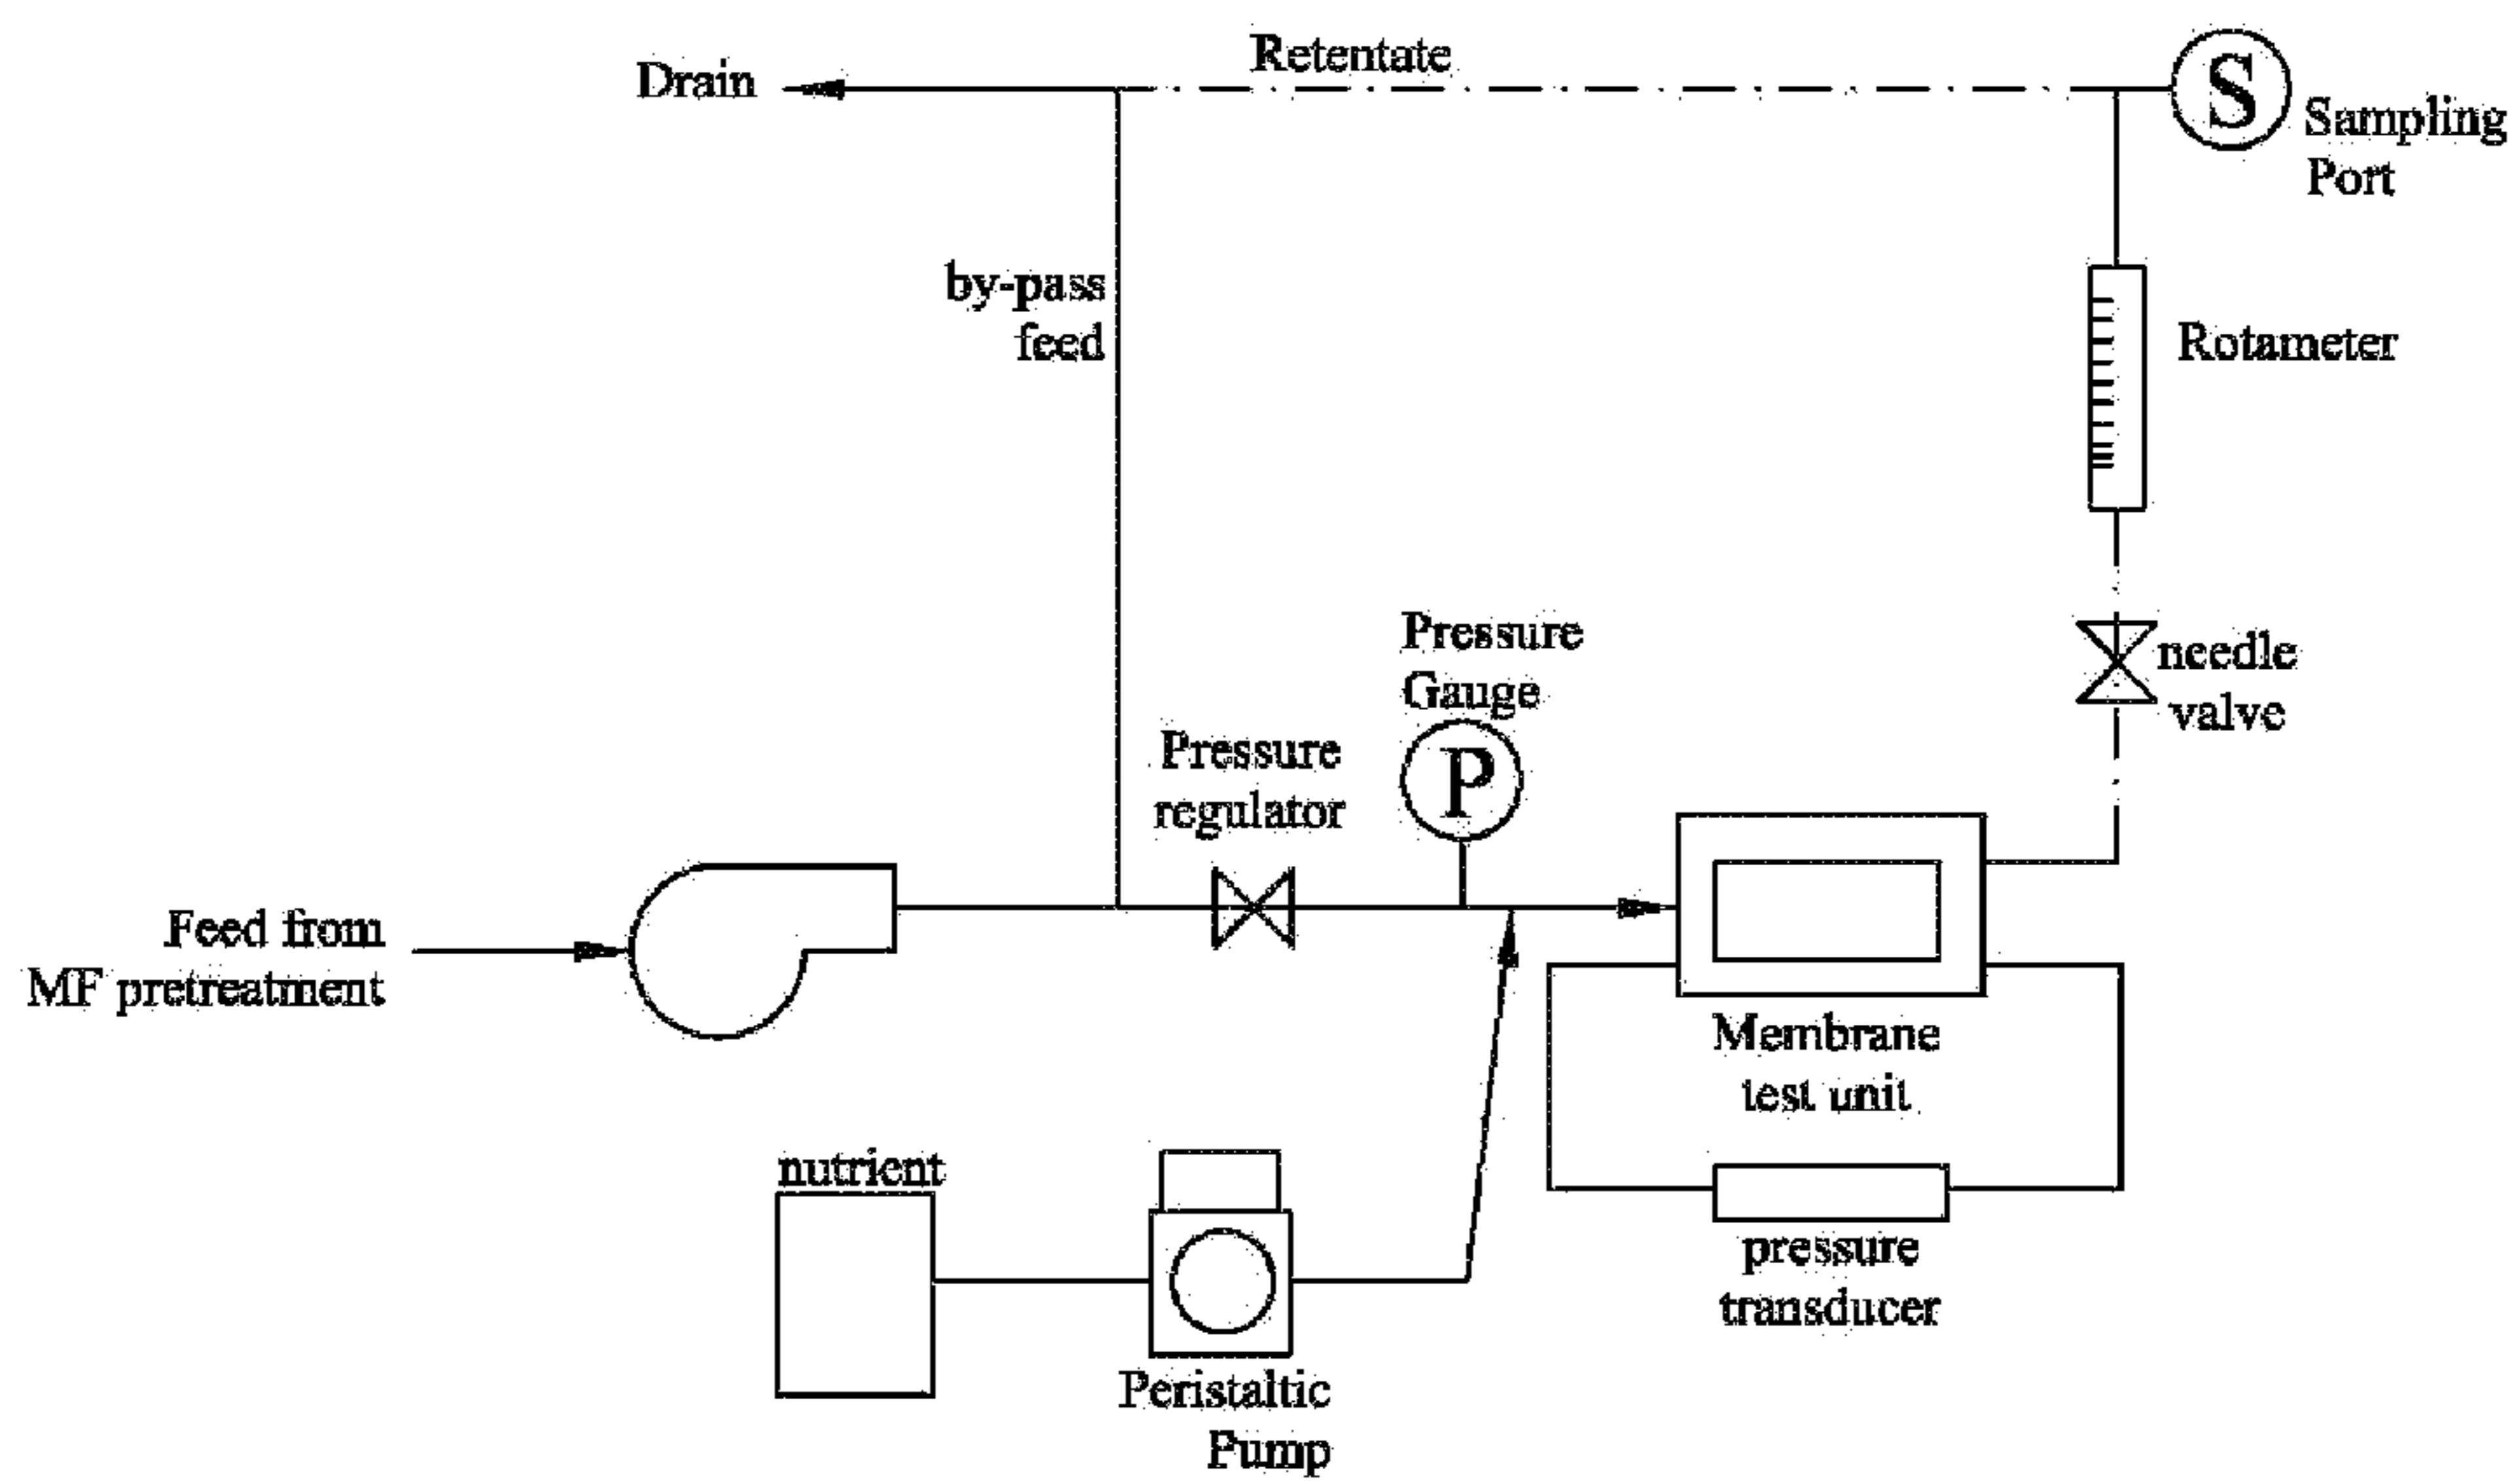 Retentate
Drain
S
Sampling
Port
by-pass
feed
Rotameter
Pressure
Gauge
P
needle
valve
Pressure
regulator
Feed from
MF pretreatment
Membrane
test unit
nutrient
pressure
transducer
Peristaltic
Pump